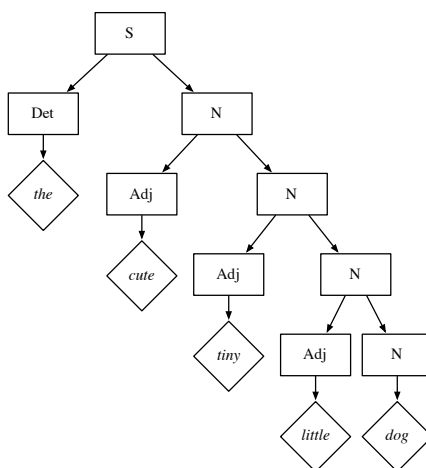 S
Det N
the Adj N
cute Adj N
tiny Adj N
little dog